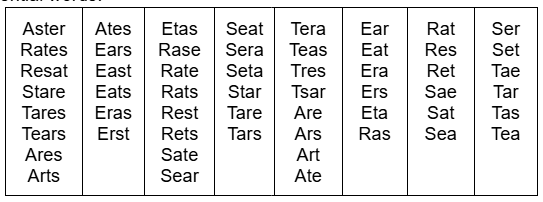 ential words.
Aster Ates Etas Seat Tera Ear Rat Ser
Rates Ears Rase Sera Teas Eat Res Set
Resat East Rate Seta Tres Era Ret Tae
Stare Eats Rats Star Tsar Ers Sae Tar
Tares Eras Rest Tare Are Eta Sat Tas
Tears Erst Rets Tars Ars Ras Sea Tea
Ares Sate Art
Arts Sear Ate